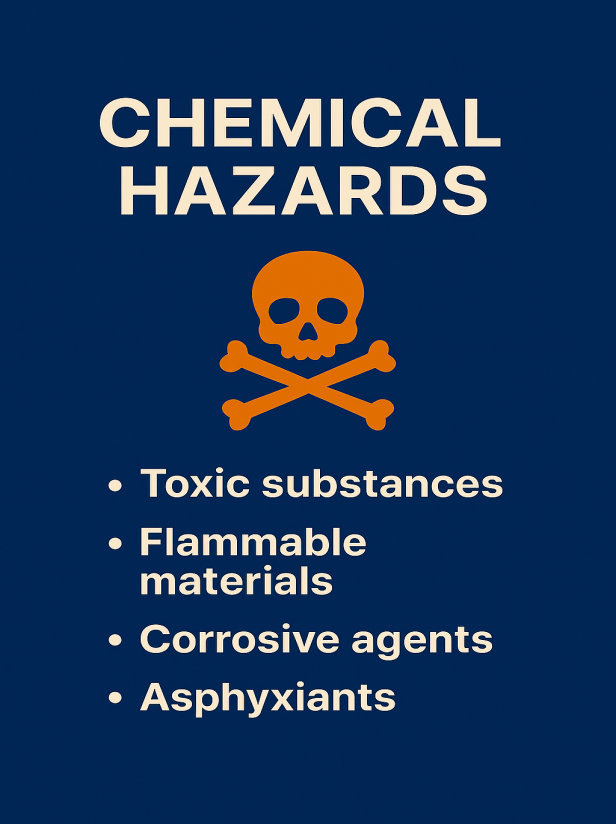 CHEMICAL
HAZARDS
• Toxic substances
• Flammable
materials
• Corrosive agents
• Asphyxiants